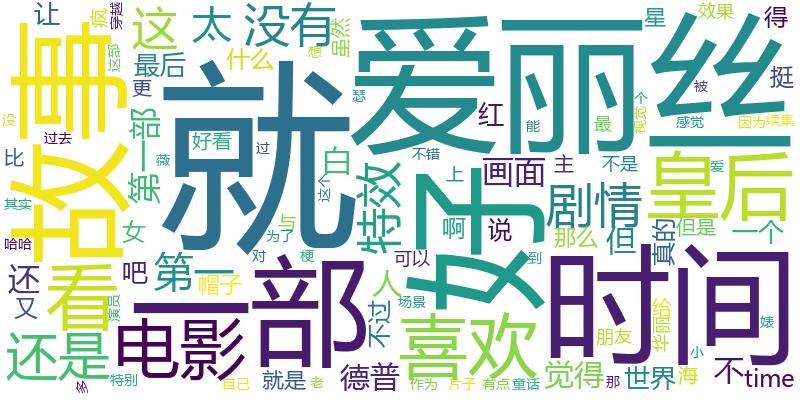 让
疯
穿越
这
太
没有
爱丽丝
星
效果
得
故事
这部
最后
什么
虽然
想
更
就
挺
没
过去
第一部
好看
瑟
红
能
最
视觉
个
被
感觉
因为
续集
比
薇
过
这个
白
特效
不错
好
画面
主
不是
爱
其实
女
与
上
剧情
皇后
哈哈
对
为了
梗
啊
说
那么
但
真的
但是
一个
还
看
吧
第一
人
可以
到
又
演员
帽子
一部
不过
场景
时间
朋友
华丽
给
婊
还是
电影
喜欢
觉得
世界
海
小
不
time
多
特别
就是
自己
老
德普
作为
片子
有点
童话
那